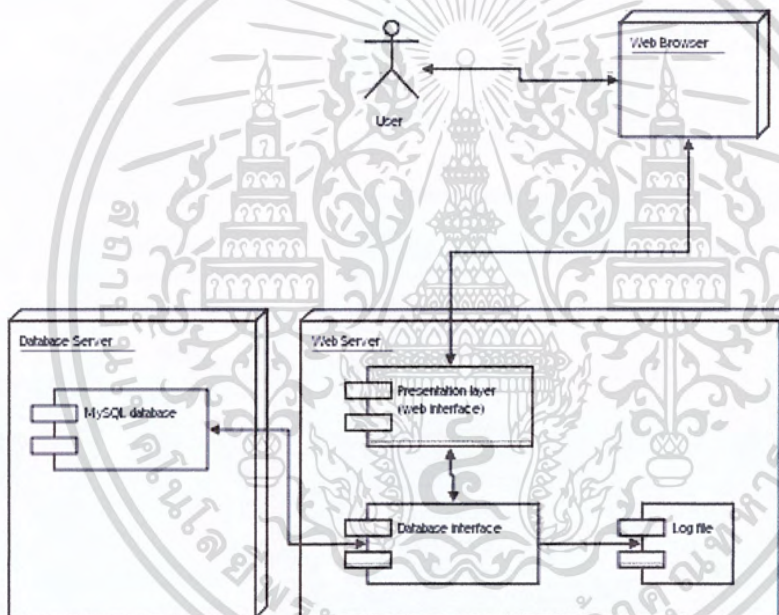 Web Browser
User
Database Server
MySQL database
Web Server
Presentation layer
(web interface)
Database interface
Log file